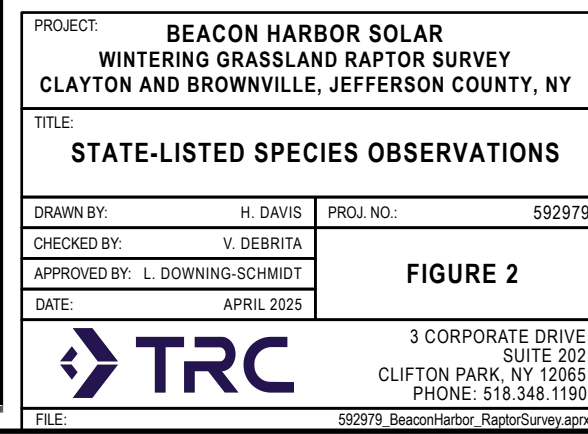 PROJECT:
BEACON HARBOR SOLAR
WINTERING GRASSLAND RAPTOR SURVEY
CLAYTON AND BROWNVILLE, JEFFERSON COUNTY, NY
TITLE:
STATE-LISTED SPECIES OBSERVATIONS
DRAWN BY: H. DAVIS
PROJ. NO.: 592979
CHECKED BY: V. DEBRITA
APPROVED BY: L. DOWNING-SCHMIDT
DATE: APRIL 2025
FIGURE 2
TRC
3 CORPORATE DRIVE
SUITE 202
CLIFTON PARK, NY 12065
PHONE: 518.348.1190
FILE: 592979_BeaconHarbor_RaptorSurvey.aprx